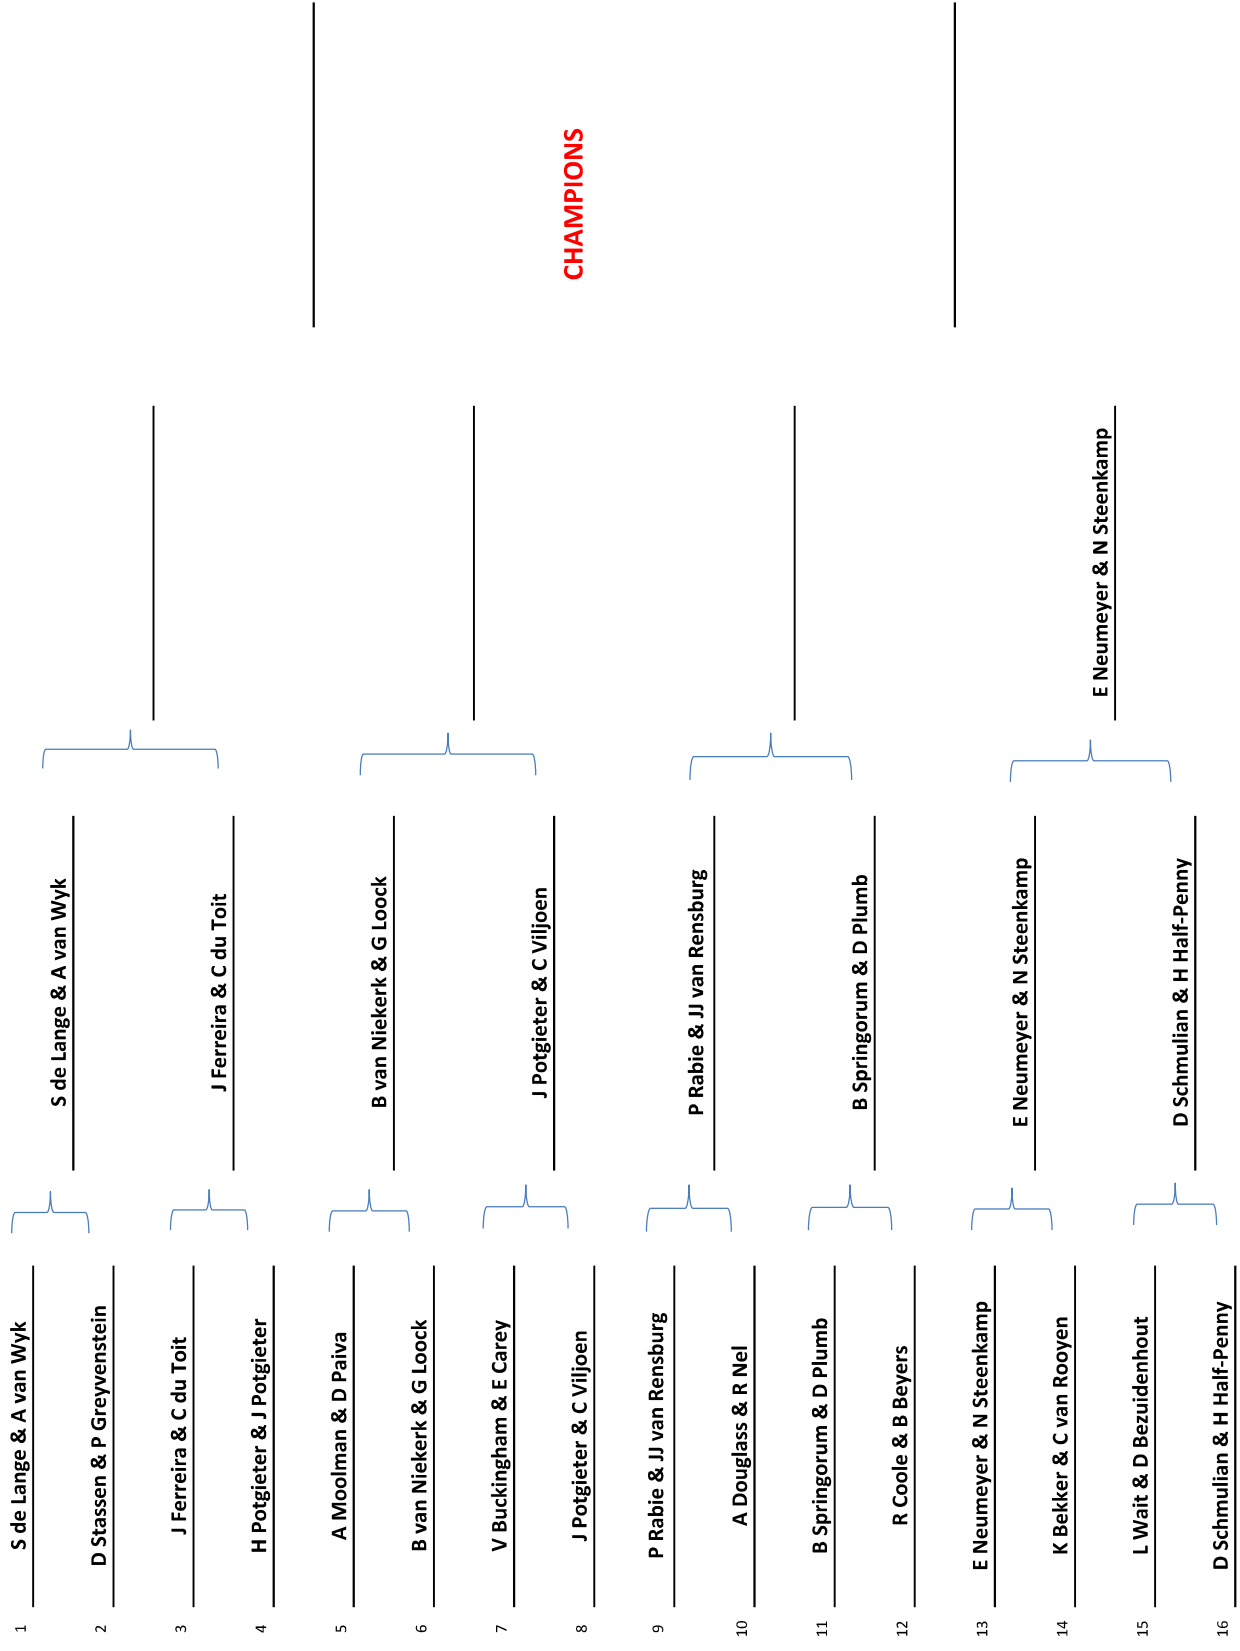 1 S de Lange & A van Wyk
2 D Stassen & P Greyvenstein
3 J Ferreira & C du Toit
4 H Potgieter & J Potgieter
5 A Moolman & D Paiva
6 B van Niekerk & G Loock
7 V Buckingham & E Carey
8 J Potgieter & C Viljoen
9 P Rabie & JJ van Rensburg
10 A Douglass & R Nel
11 B Springorum & D Plumb
12 R Coole & B Beyers
13 E Neumeyer & N Steenkamp
14 K Bekker & C van Rooyen
15 L Wait & D Bezuidenhout
16 D Schmulian & H Half-Penny
S de Lange & A van Wyk
J Ferreira & C du Toit
B van Niekerk & G Loock
J Potgieter & C Viljoen
P Rabie & JJ van Rensburg
B Springorum & D Plumb
E Neumeyer & N Steenkamp
D Schmulian & H Half-Penny
E Neumeyer & N Steenkamp
CHAMPIONS